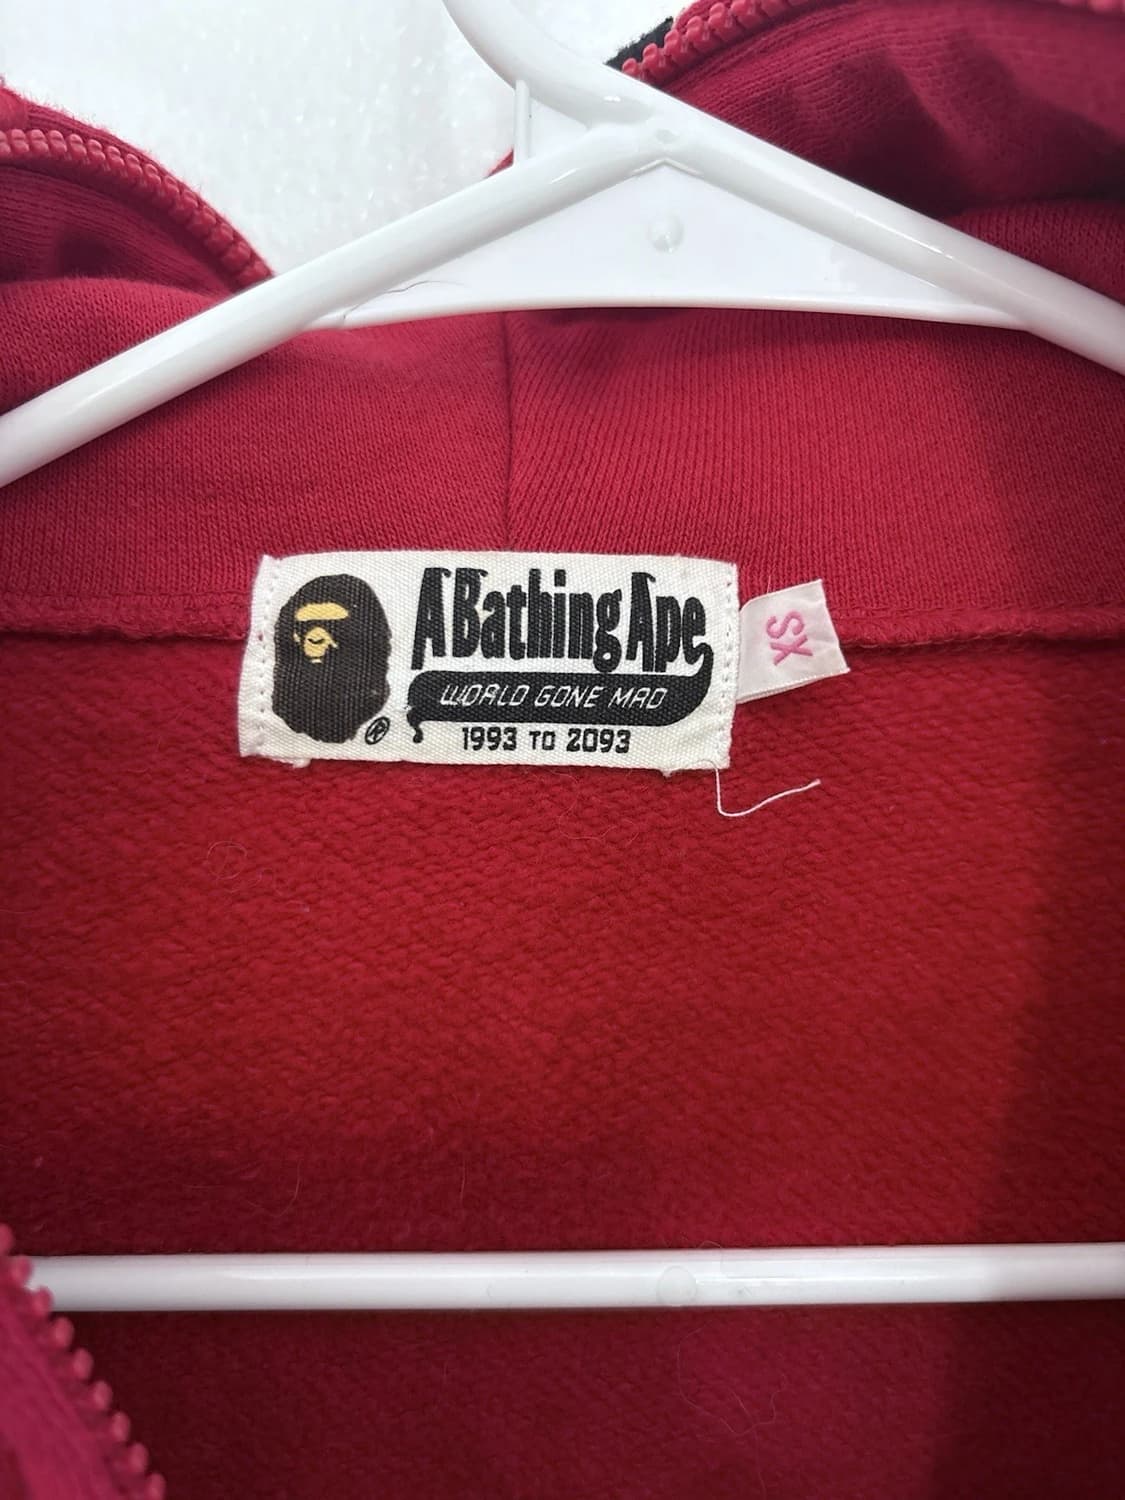 A Bathing Ape
WORLD GONE MAD
1993 TO 2093
®
XS